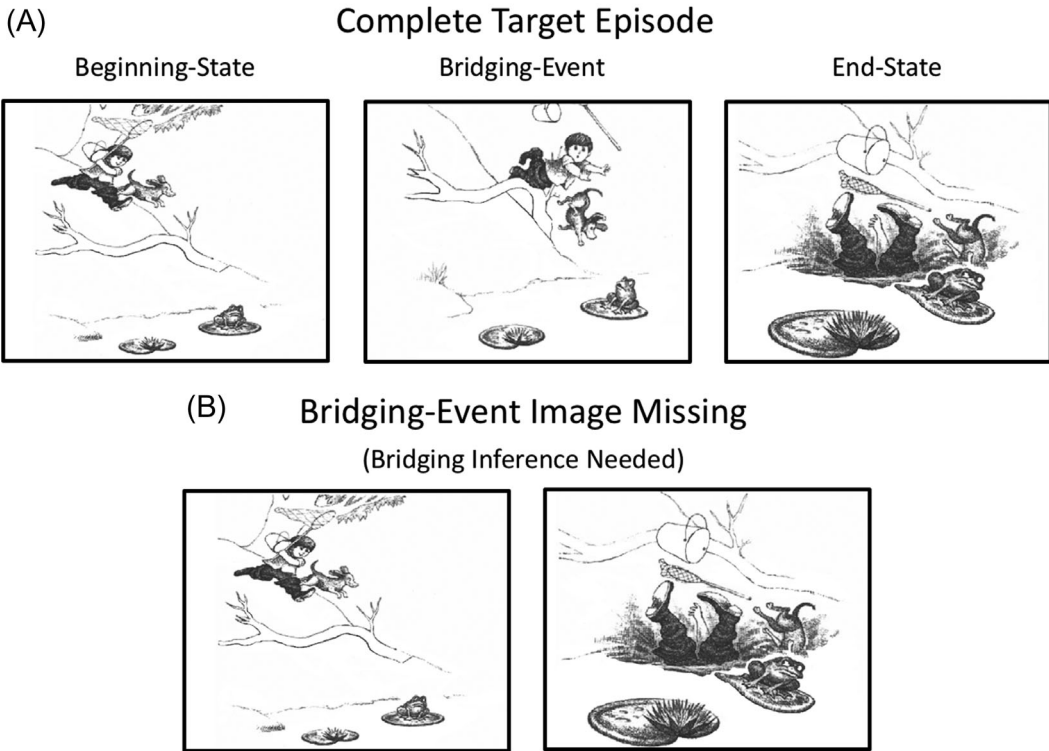 (A)
Complete Target Episode
Beginning-State
Bridging-Event
End-State
(B)
Bridging-Event Image Missing
(Bridging Inference Needed)